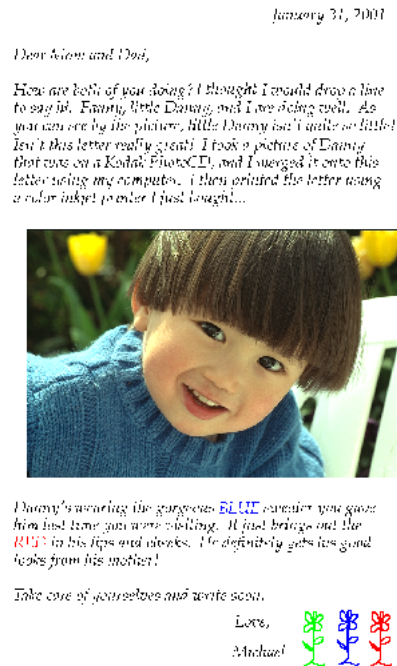 January 31, 2001
Dear Mom and Dad,
How are both of you doing? I thought I would drop a line
to say hi. Fanny, little Danny, and I are doing well. As
you can see by the picture, little Danny isn't quite so little!
Isn't this letter really great! I took a picture of Danny
that was on a Kodak PhotoCD, and I merged it onto this
letter using my computer. I then printed the letter using
a color inkjet printer I just bought...
Danny's wearing the gorgeous BLUE sweater you gave
him last time you were visiting. It just brings out the
RED in his lips and cheeks. He definitely gets his good
looks from his mother!
Take care of yourselves and write soon.
Love,
Michael